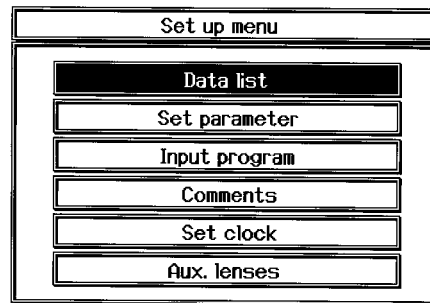 Set up menu
Data list
Set parameter
Input program
Comments
Set clock
Aux. lenses